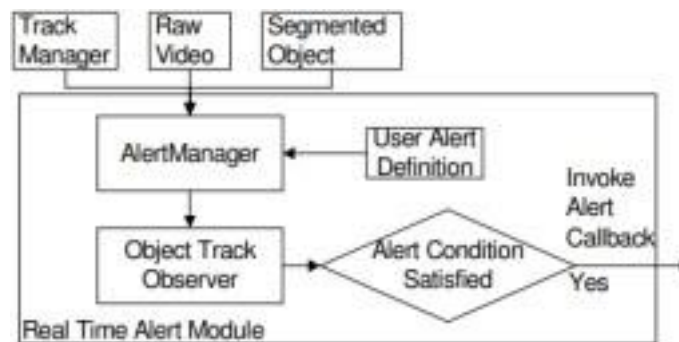 Track
Manager
Raw
Video
Segmented
Object
AlertManager
User Alert
Definition
Invoke
Alert
Callback
Object Track
Observer
Alert Condition
Satisfied
Yes
Real Time Alert Module